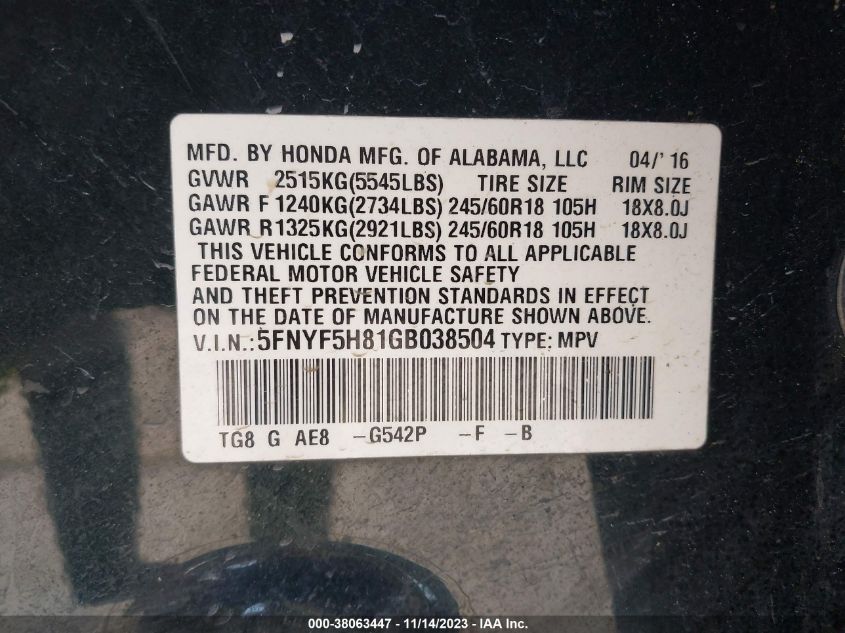 MFD. BY HONDA MFG. OF ALABAMA, LLC 04/'16
GVWR 2515KG(5545LBS) TIRE SIZE RIM SIZE
GAWR F 1240KG(2734LBS) 245/60R18 105H 18X8.0J
GAWR R1325KG(2921LBS) 245/60R18 105H 18X8.0J
THIS VEHICLE CONFORMS TO ALL APPLICABLE
FEDERAL MOTOR VEHICLE SAFETY
AND THEFT PREVENTION STANDARDS IN EFFECT
ON THE DATE OF MANUFACTURE SHOWN ABOVE.
V.I.N.:5FNYF5H81GB038504 TYPE: MPV
TG8 G AE8 -G542P -F -B
000-38063447 - 11/14/2023 - IAA Inc.